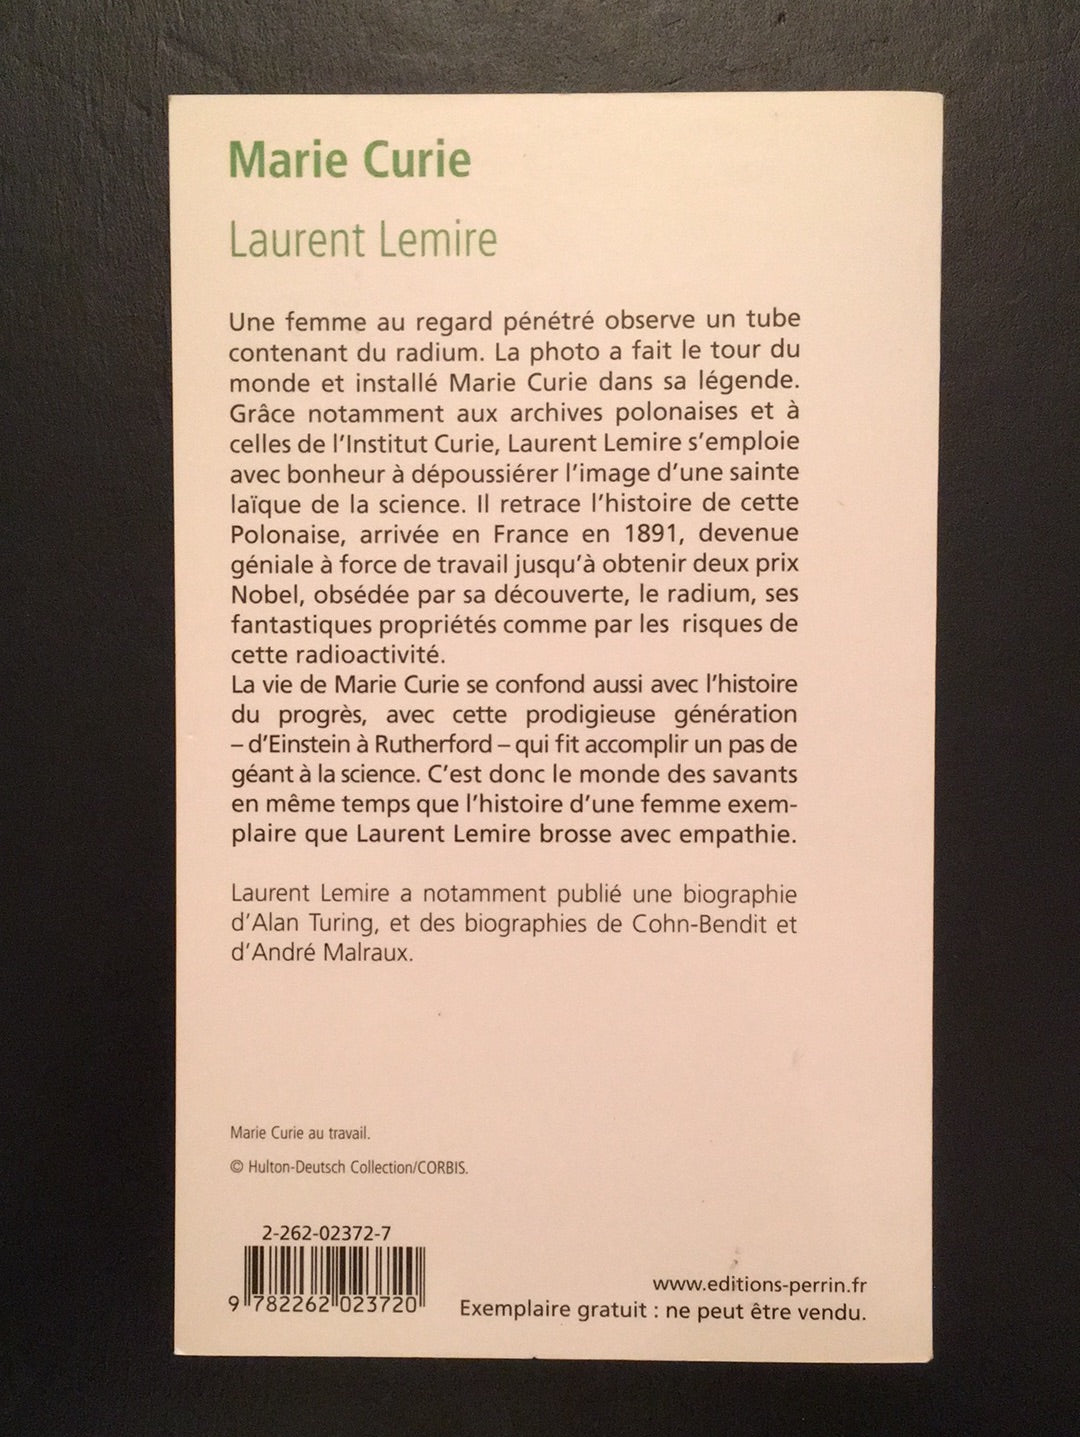 Marie Curie
Laurent Lemire
Une femme au regard pénétré observe un tube
contenant du radium. La photo a fait le tour du
monde et installé Marie Curie dans sa légende.
Grâce notamment aux archives polonaises et à
celles de l'Institut Curie, Laurent Lemire s'emploie
avec bonheur à dépoussiérer l'image d'une sainte
laïque de la science. Il retrace l'histoire de cette
Polonaise, arrivée en France en 1891, devenue
géniale à force de travail jusqu'à obtenir deux prix
Nobel, obsédée par sa découverte, le radium, ses
fantastiques propriétés comme par les risques de
cette radioactivité.
La vie de Marie Curie se confond aussi avec l'histoire
du progrès, avec cette prodigieuse génération
– d'Einstein à Rutherford – qui fit accomplir un pas de
géant à la science. C'est donc le monde des savants
en même temps que l'histoire d'une femme exem-
plaire que Laurent Lemire brosse avec empathie.
Laurent Lemire a notamment publié une biographie
d'Alan Turing, et des biographies de Cohn-Bendit et
d'André Malraux.
Marie Curie au travail.
© Hulton-Deutsch Collection/CORBIS.
2-262-02372-7
9 782262 023720
www.editions-perrin.fr
Exemplaire gratuit : ne peut être vendu.